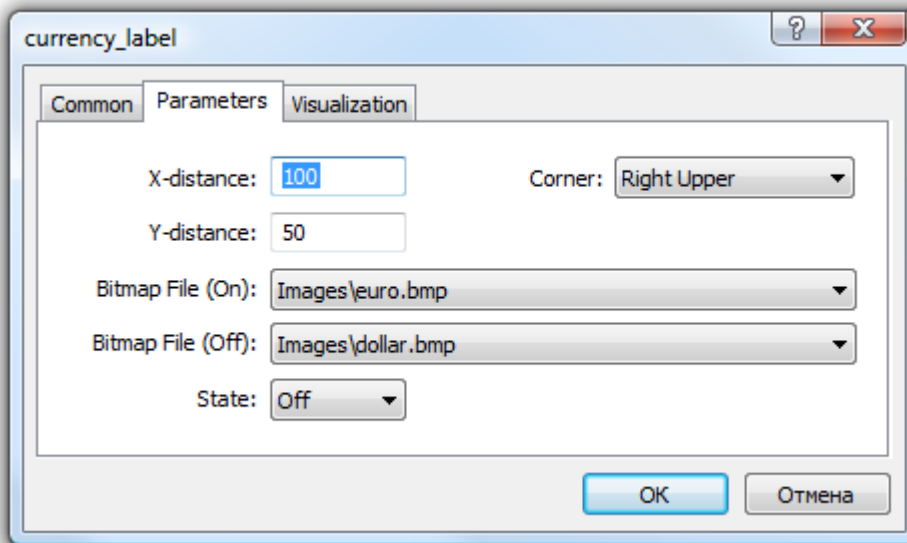 currency_label
Common Parameters Visualization
X-distance: 100 Corner: Right Upper
Y-distance: 50
Bitmap File (On): Images\euro.bmp
Bitmap File (Off): Images\dollar.bmp
State: Off
OK Отмена